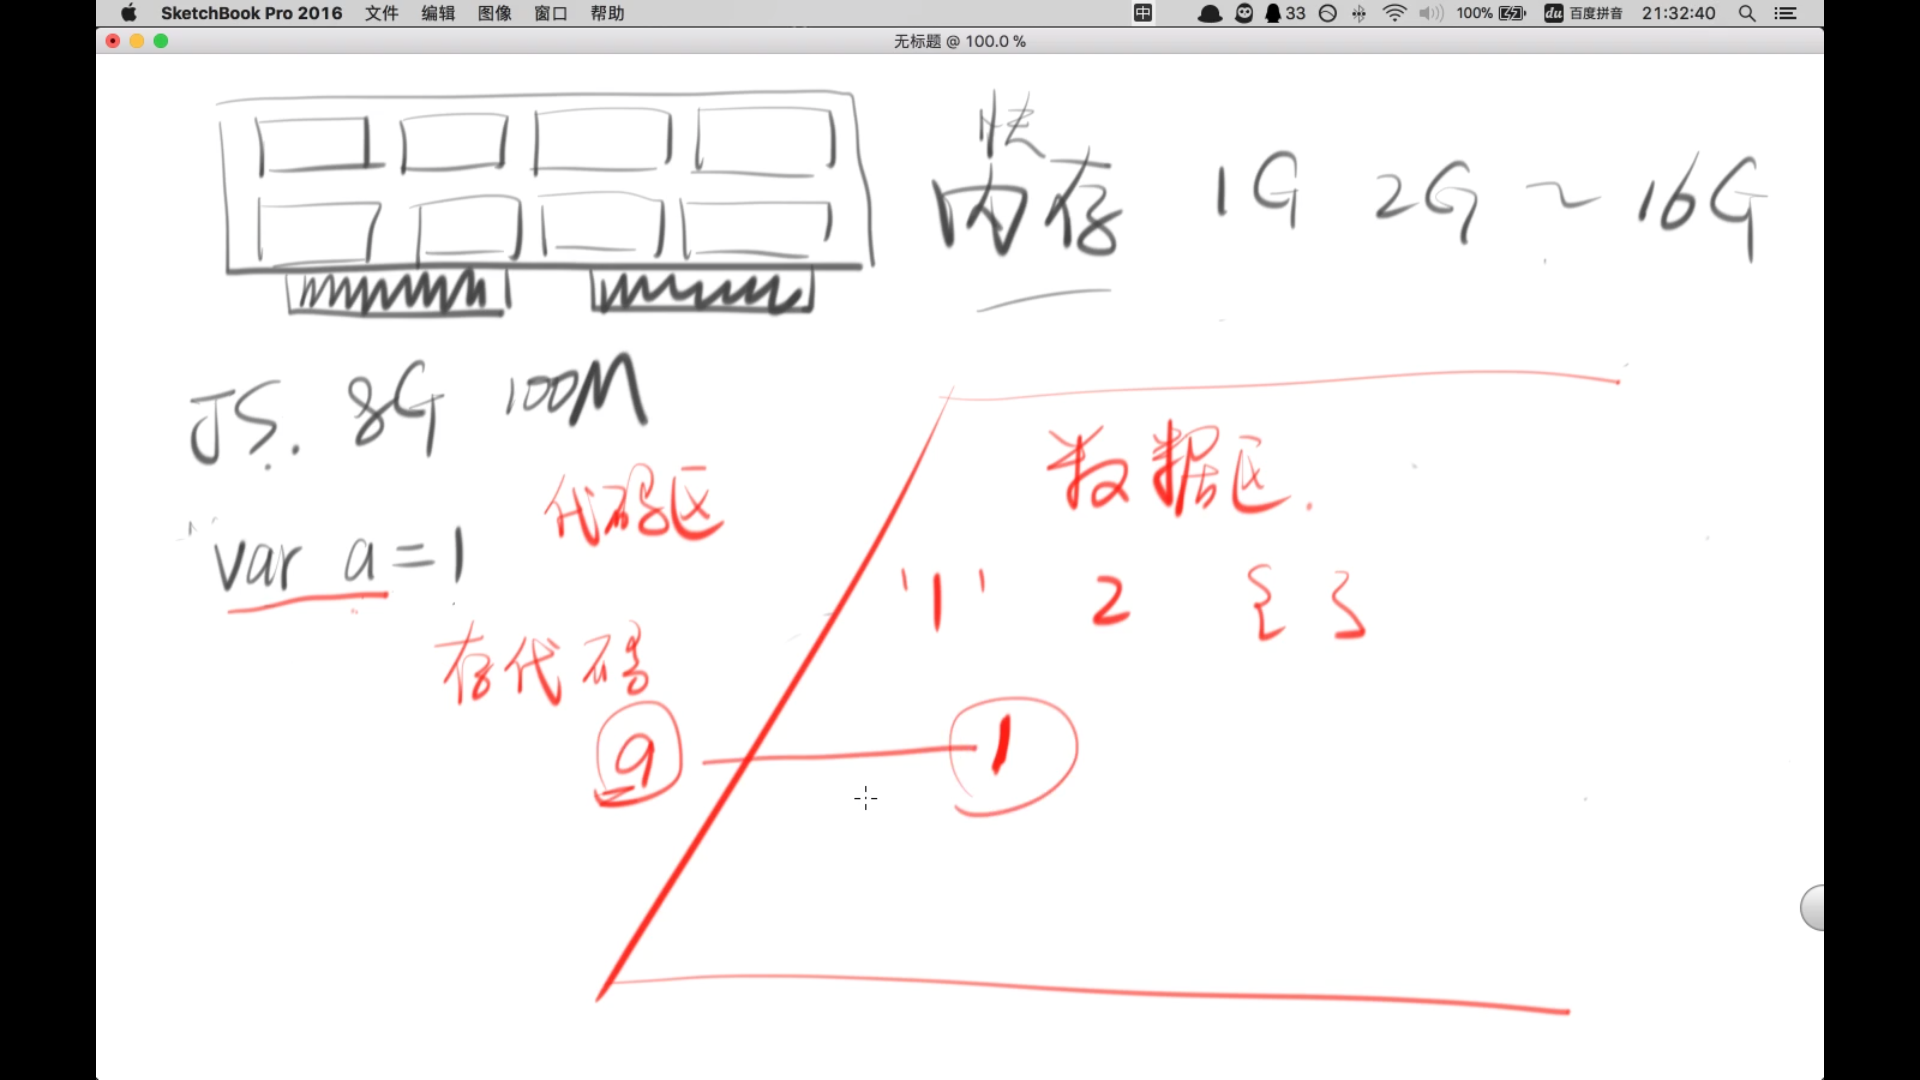 SketchBook Pro 2016 文件 编辑 图像 窗口 帮助 中 33 100% du 百度拼音 21:32:40
无标题 @ 100.0 %
快
内存 1G 2G ~ 16G
JS. 8G 100M
代码区 数据区.
var a = 1
'1' 2 { }
存代码
a 1